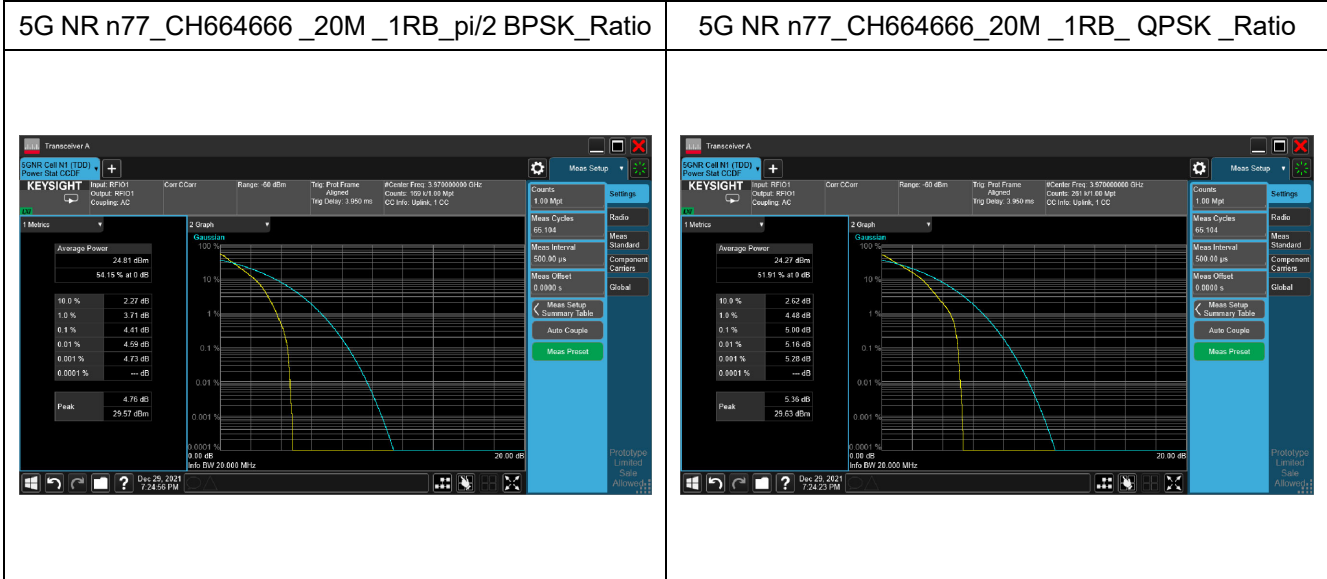 5G NR n77_CH664666 _20M _1RB_pi/2 BPSK_Ratio
5G NR n77_CH664666_20M _1RB_ QPSK _Ratio
Transceiver A
5GNR Cell N1 (TDD)
Power Stat CCDF
Meas Setup
KEYSIGHT
Input: RFIO1
Output: RFIO1
Coupling: AC
Corr CCorr
Range: -60 dBm
Trig: Prot Frame
Aligned
Trig Delay: 3.950 ms
#Center Freq: 3.970000000 GHz
Counts: 169 k/1.00 Mpt
CC Info: Uplink, 1 CC
1 Metrics
2 Graph
Average Power
24.81 dBm
54.15 % at 0 dB
10.0 % 2.27 dB
1.0 % 3.71 dB
0.1 % 4.41 dB
0.01 % 4.59 dB
0.001 % 4.73 dB
0.0001 % --- dB
Peak
4.76 dB
29.57 dBm
Gaussian
100 %
10 %
1 %
0.1 %
0.01 %
0.001 %
0.0001 %
0.00 dB
20.00 dB
Info BW 20.000 MHz
Counts
1.00 Mpt
Meas Cycles
65.104
Meas Interval
500.00 µs
Meas Offset
0.0000 s
Meas Setup
Summary Table
Auto Couple
Meas Preset
Settings
Radio
Meas
Standard
Component
Carriers
Global
Prototype
Limited
Sale
Allowed
Dec 29, 2021
7:24:56 PM
Transceiver A
5GNR Cell N1 (TDD)
Power Stat CCDF
Meas Setup
KEYSIGHT
Input: RFIO1
Output: RFIO1
Coupling: AC
Corr CCorr
Range: -60 dBm
Trig: Prot Frame
Aligned
Trig Delay: 3.950 ms
#Center Freq: 3.970000000 GHz
Counts: 261 k/1.00 Mpt
CC Info: Uplink, 1 CC
1 Metrics
2 Graph
Average Power
24.27 dBm
51.91 % at 0 dB
10.0 % 2.62 dB
1.0 % 4.48 dB
0.1 % 5.00 dB
0.01 % 5.16 dB
0.001 % 5.28 dB
0.0001 % --- dB
Peak
5.36 dB
29.63 dBm
Gaussian
100 %
10 %
1 %
0.1 %
0.01 %
0.001 %
0.0001 %
0.00 dB
20.00 dB
Info BW 20.000 MHz
Counts
1.00 Mpt
Meas Cycles
65.104
Meas Interval
500.00 µs
Meas Offset
0.0000 s
Meas Setup
Summary Table
Auto Couple
Meas Preset
Settings
Radio
Meas
Standard
Component
Carriers
Global
Prototype
Limited
Sale
Allowed
Dec 29, 2021
7:24:23 PM